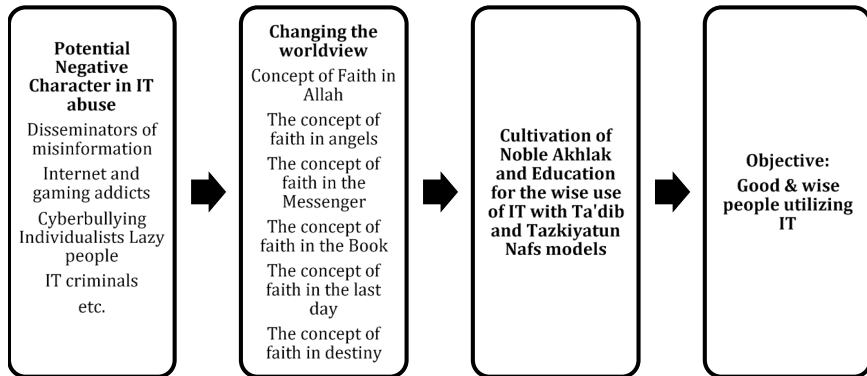 Potential
Negative
Character in IT
abuse
Disseminators of
misinformation
Internet and
gaming addicts
Cyberbullying
Individualists Lazy
people
IT criminals
etc.
Changing the
worldview
Concept of Faith in
Allah
The concept of
faith in angels
The concept of
faith in the
Messenger
The concept of
faith in the Book
The concept of
faith in the last
day
The concept of
faith in destiny
Cultivation of
Noble Akhlak
and Education
for the wise use
of IT with Ta'dib
and Tazkiyatun
Nafs models
Objective:
Good & wise
people utilizing
IT